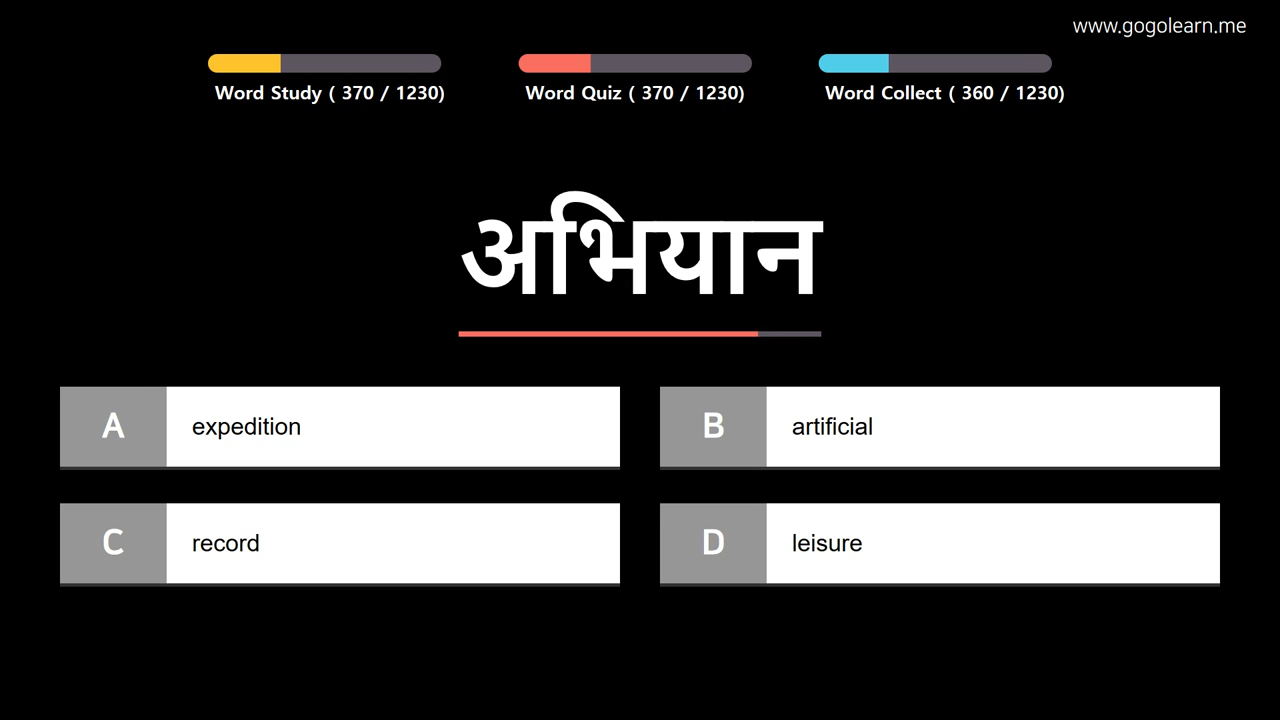 www.gogolearn.me
Word Study ( 370 / 1230)
Word Quiz ( 370 / 1230)
Word Collect ( 360 / 1230)
अभियान
A expedition
B artificial
C record
D leisure